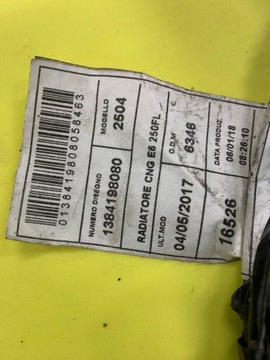 01384198080058463
NUMERO DISEGNO
1384198080
MODELLO
2504
RADIATORE CNG E6 250FL
ULT.MOD
04/05/2017
O.D.M
6346
16526
DATA PRODUZ.
06/01/18
08:26:10